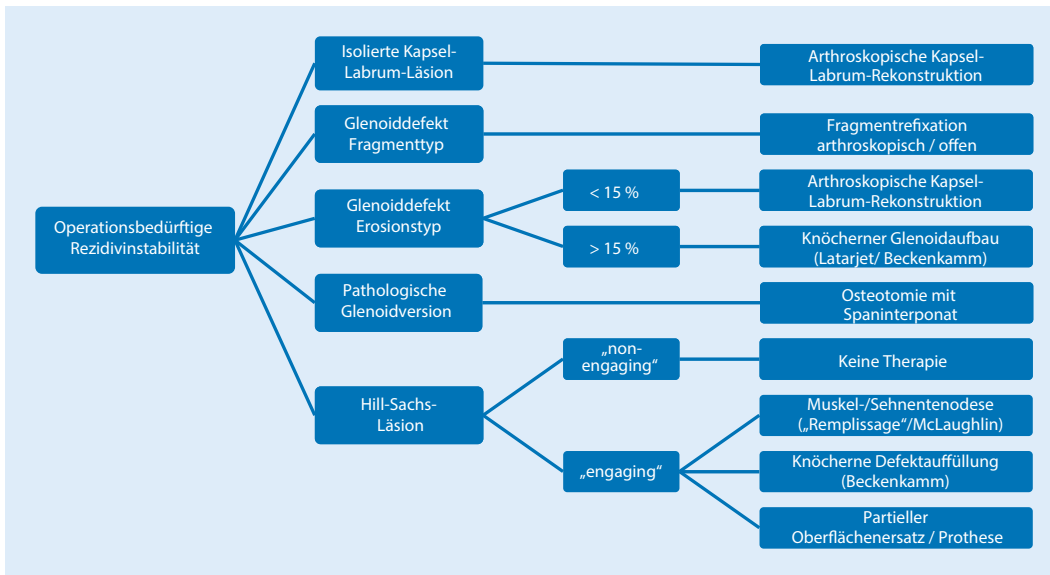 Operationsbedürftige
Rezidivinstabilität
Isolierte Kapsel-
Labrum-Läsion
Arthroskopische Kapsel-
Labrum-Rekonstruktion
Glenoiddefekt
Fragmenttyp
Fragmentrefixation
arthroskopisch / offen
Glenoiddefekt
Erosionstyp
< 15 %
Arthroskopische Kapsel-
Labrum-Rekonstruktion
> 15 %
Knöcherner Glenoidaufbau
(Latarjet/ Beckenkamm)
Pathologische
Glenoidversion
Osteotomie mit
Spaninterponat
Hill-Sachs-
Läsion
„non-
engaging“
Keine Therapie
„engaging“
Muskel-/Sehnentenodese
(„Remplissage“/McLaughlin)
Knöcherne Defektauffüllung
(Beckenkamm)
Partieller
Oberflächenersatz / Prothese